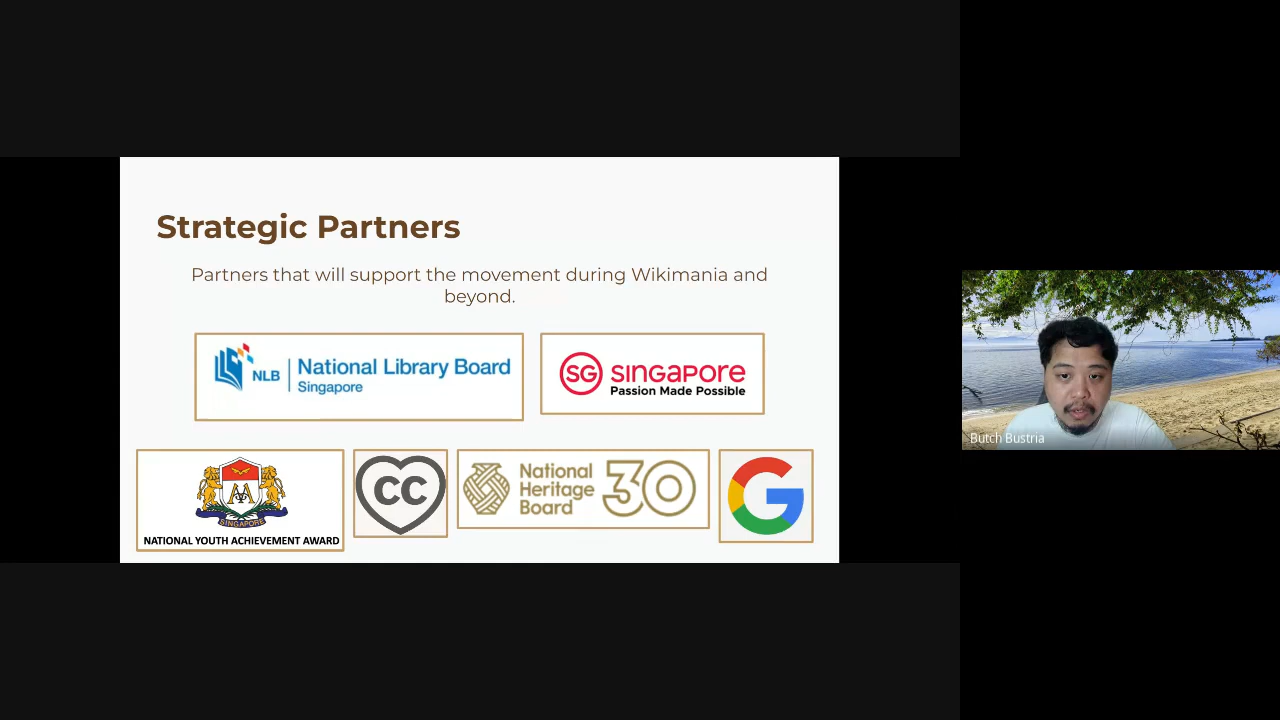 Strategic Partners
Partners that will support the movement during Wikimania and
beyond.
NLB
National Library Board
Singapore
SG
SINGAPORE
Passion Made Possible
SINGAPORE
NATIONAL YOUTH ACHIEVEMENT AWARD
CC
National
Heritage
Board
30
G
Butch Bustria